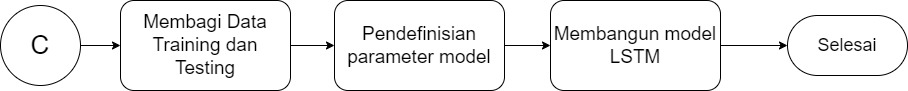 C
Membagi Data
Training dan
Testing
Pendefinisian
parameter model
Membangun model
LSTM
Selesai